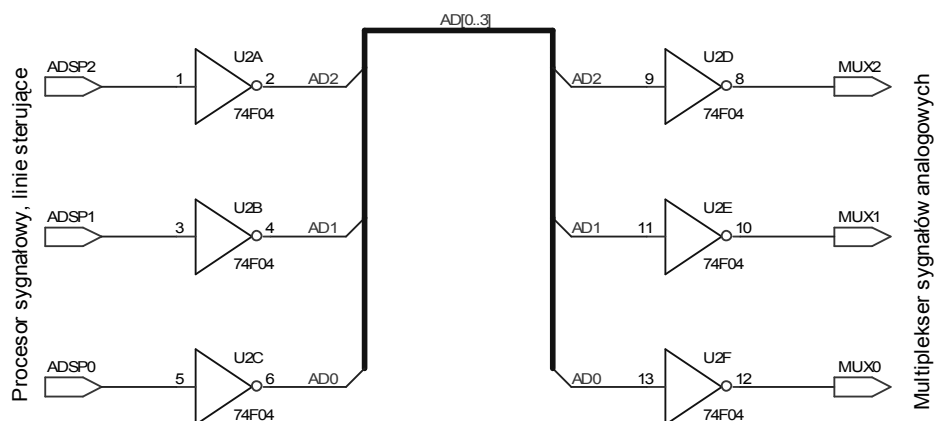 AD[0..3]
ADSP2
1
U2A
2
74F04
AD2
AD2
9
U2D
8
74F04
MUX2
ADSP1
3
U2B
4
74F04
AD1
AD1
11
U2E
10
74F04
MUX1
ADSP0
5
U2C
6
74F04
AD0
AD0
13
U2F
12
74F04
MUX0
Procesor sygnałowy, linie sterujące
Multiplekser sygnałów analogowych